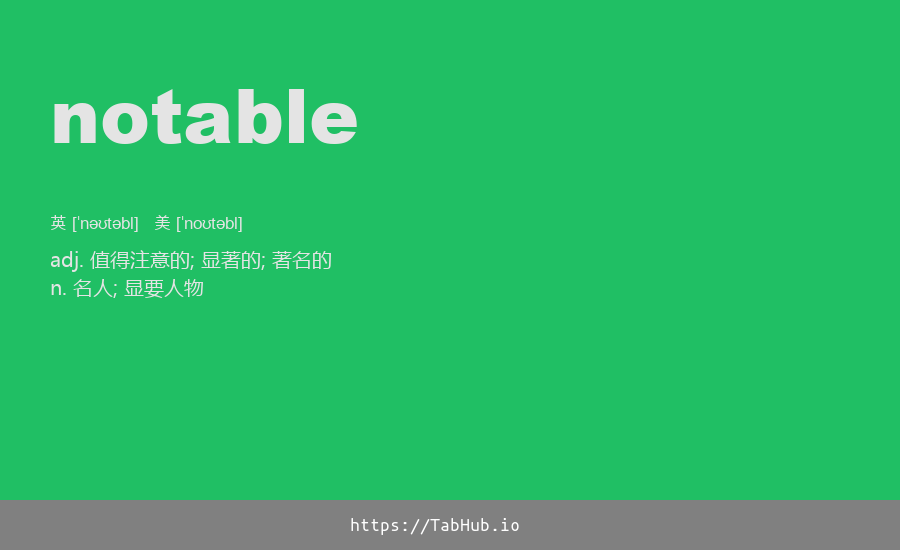 notable
英 [ˈnəʊtəbl] 美 [ˈnoʊtəbl]
adj. 值得注意的; 显著的; 著名的
n. 名人; 显要人物
https://TabHub.io